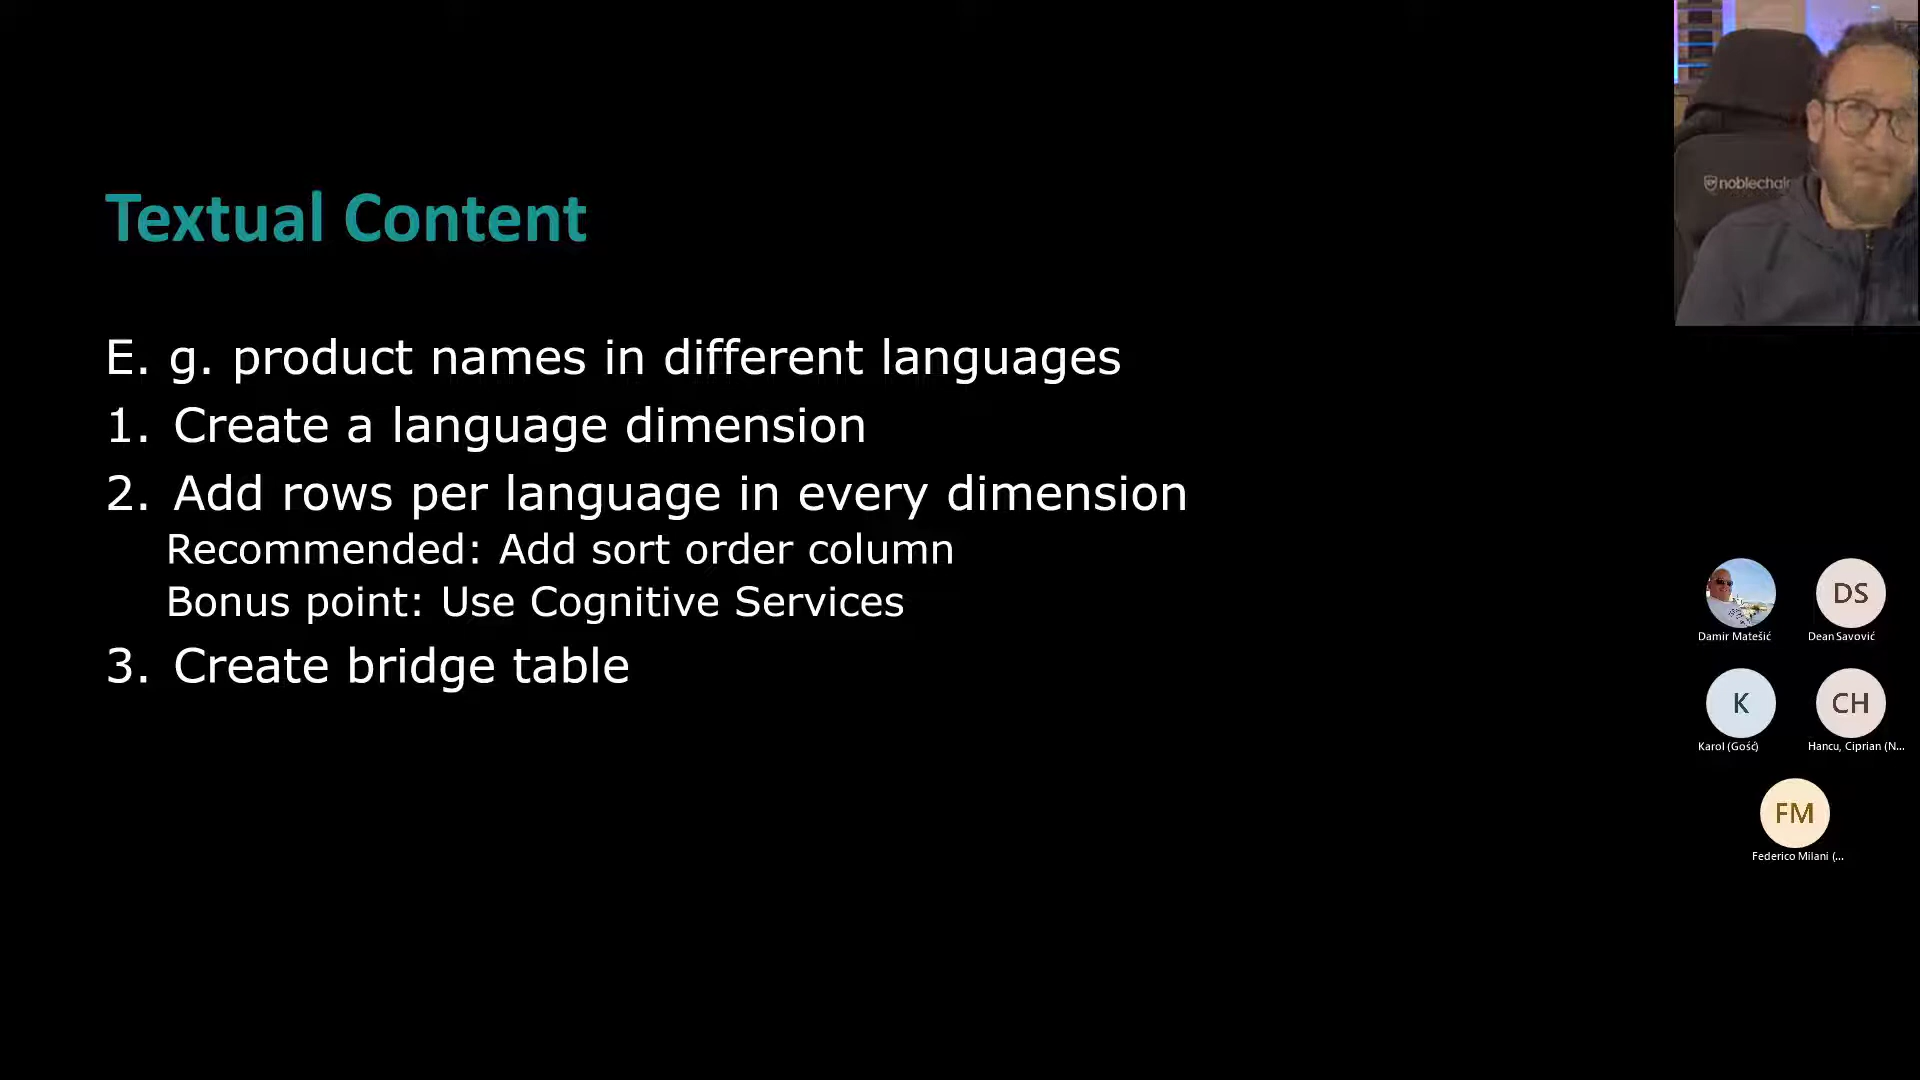 Textual Content
E. g. product names in different languages
1. Create a language dimension
2. Add rows per language in every dimension
Recommended: Add sort order column
Bonus point: Use Cognitive Services
3. Create bridge table
noblechair
Damir Matešić
DS
Dean Savović
K
Karol (Gość)
CH
Hancu, Ciprian (N...
FM
Federico Milani (...